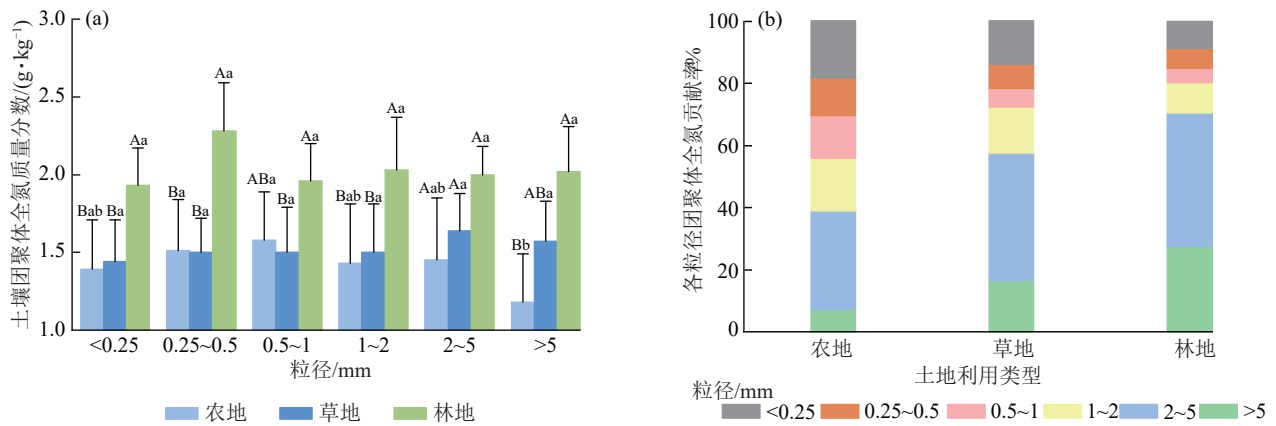 (a)
土壤团聚体全氮质量分数/(g·kg⁻¹)
3.0
2.5
2.0
1.5
1.0
Bab Ba Aa
Ba Ba Aa
ABa Ba Aa
Bab Ba Aa
Aab Aa Aa
Bb ABa Aa
<0.25 0.25~0.5 0.5~1 1~2 2~5 >5
粒径/mm
农地 草地 林地
(b)
各粒径团聚体全氮贡献率%
100
80
60
40
20
0
农地 草地 林地
土地利用类型
粒径/mm
<0.25 0.25~0.5 0.5~1 1~2 2~5 >5